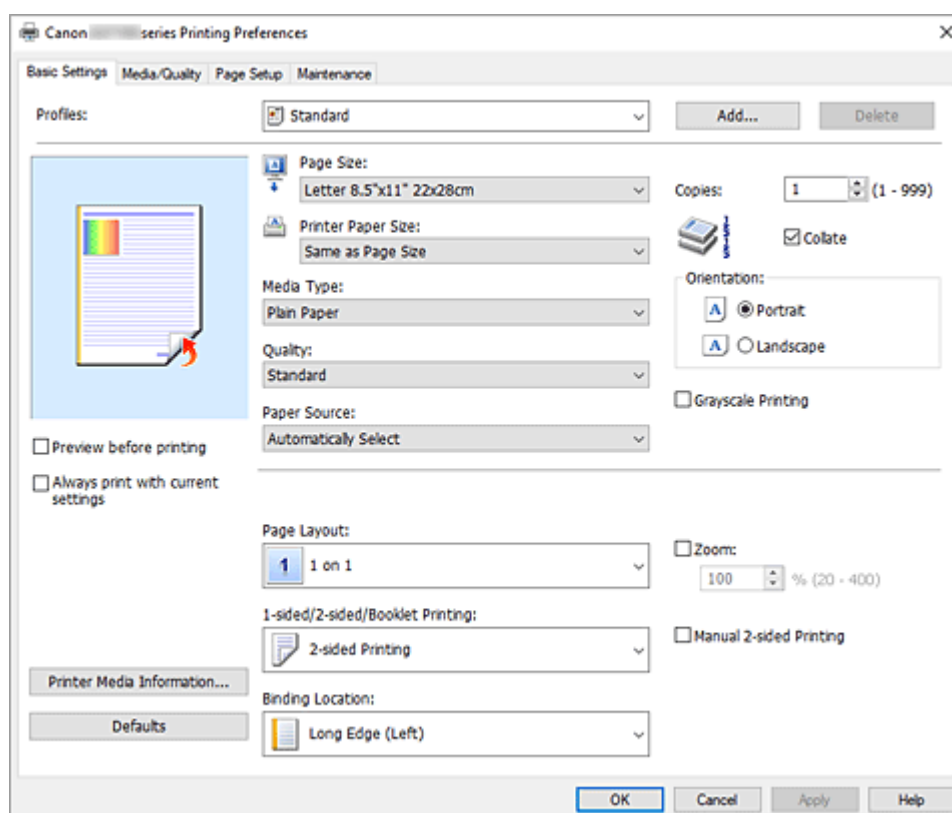 Canon series Printing Preferences
Basic Settings Media/Quality Page Setup Maintenance
Profiles: Standard Add... Delete
Page Size:
Letter 8.5"x11" 22x28cm
Copies: 1 (1 - 999)
Printer Paper Size:
Same as Page Size
Collate
Media Type:
Plain Paper
Orientation:
A Portrait
A Landscape
Quality:
Standard
Grayscale Printing
Paper Source:
Automatically Select
Preview before printing
Always print with current
settings
Page Layout:
1 1 on 1
Zoom:
100 % (20 - 400)
1-sided/2-sided/Booklet Printing:
2-sided Printing
Manual 2-sided Printing
Printer Media Information...
Defaults
Binding Location:
Long Edge (Left)
OK Cancel Apply Help